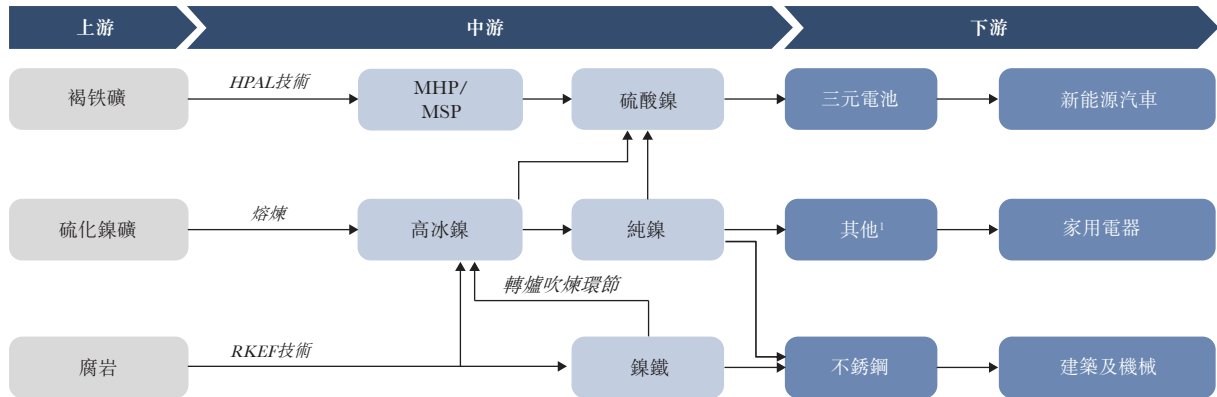 上游
中游
下游
褐铁礦
HPAL技術
MHP/
MSP
硫酸鎳
三元電池
新能源汽車
硫化鎳礦
熔煉
高冰鎳
純鎳
其他¹
家用電器
轉爐吹煉環節
腐岩
RKEF技術
鎳鐵
不銹鋼
建築及機械